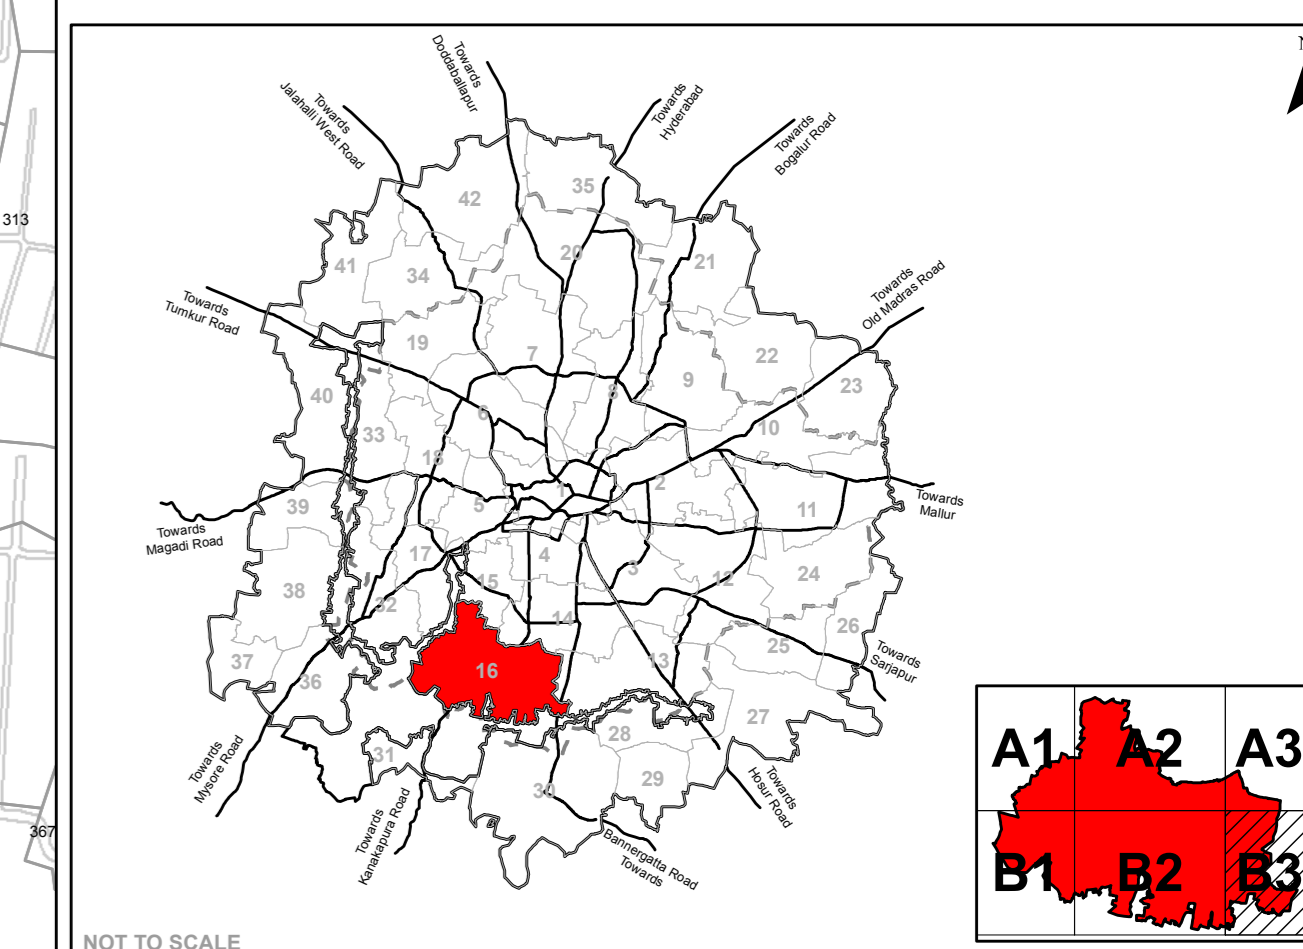 N
Towards
Doddaballapur
Towards
Jalahalli West Road
Towards
Hyderabad
Towards
Bogalur Road
313
42
35
20
21
41
34
Towards
Old Madras Road
Towards
Tumkur Road
19
7
22
9
23
40
8
6
10
33
18
2
1
5
11
39
Towards
Mallur
Towards
Magadi Road
17
4
3
12
24
15
38
32
14
26
25
13
Towards
Sarjapur
37
16
36
27
28
31
29
30
Towards
Mysore Road
Towards
Kanakapura Road
Bannergatta Road
Towards
Towards
Hosur Road
367
A1
A2
A3
B1
B2
B3
NOT TO SCALE